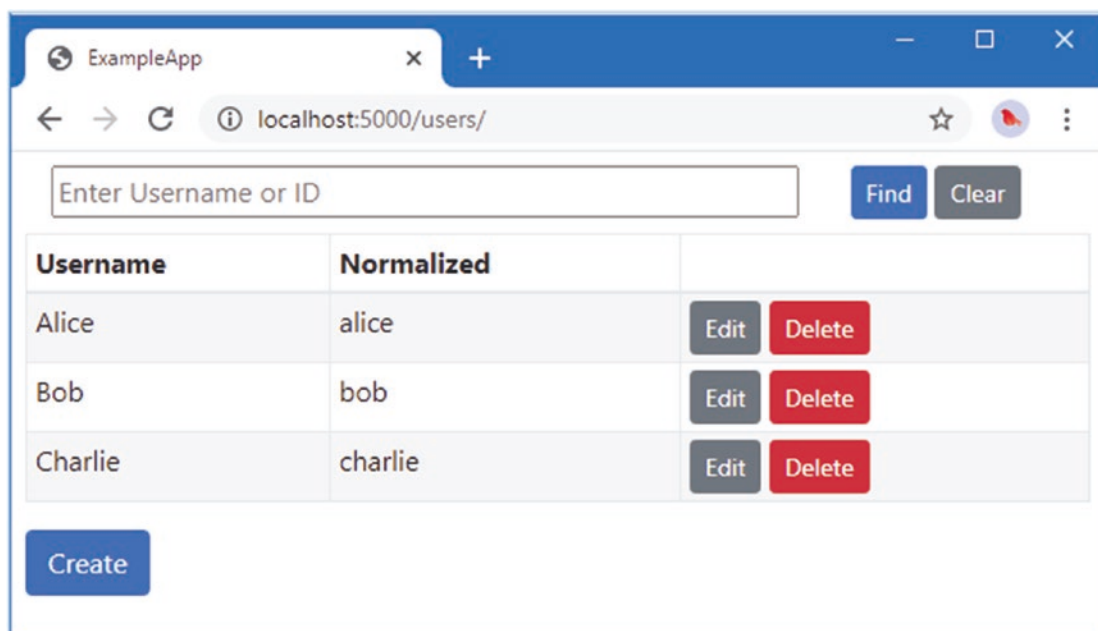 ExampleApp
localhost:5000/users/
Enter Username or ID Find Clear
Username Normalized
Alice alice Edit Delete
Bob bob Edit Delete
Charlie charlie Edit Delete
Create